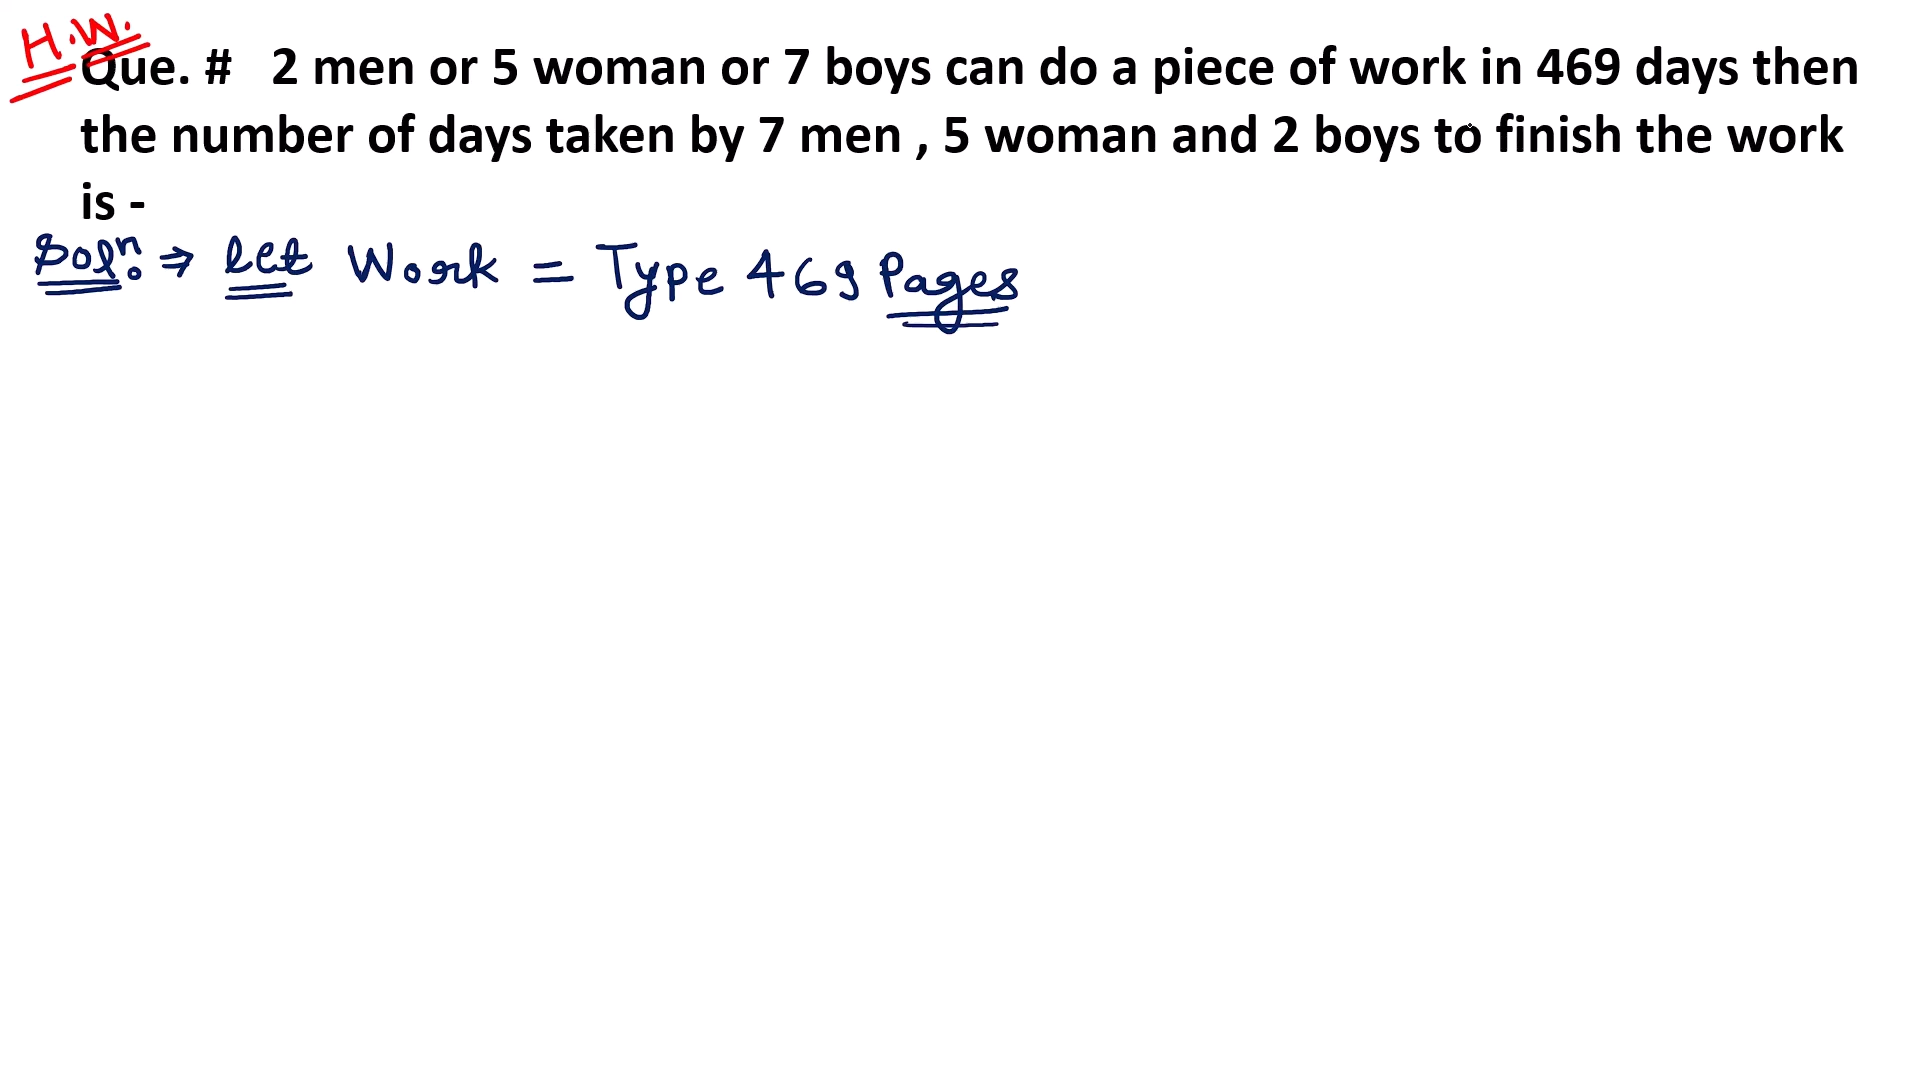 H.W.
Que. # 2 men or 5 woman or 7 boys can do a piece of work in 469 days then
the number of days taken by 7 men , 5 woman and 2 boys to finish the work
is -
Solⁿ. ⇒ let Work = Type 469 Pages